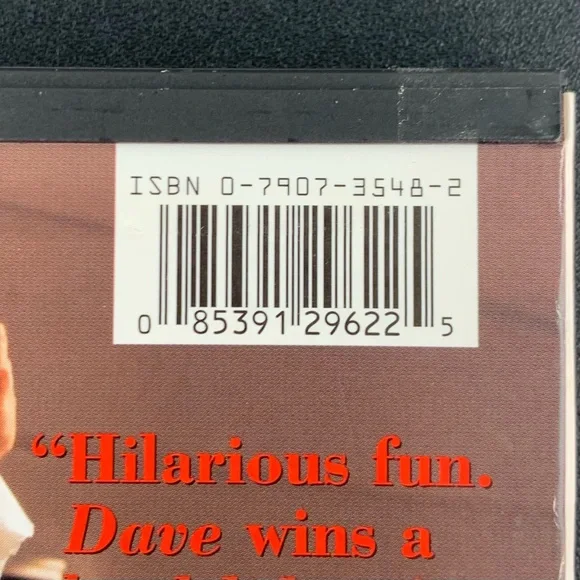 ISBN 0-7907-3548-2
0 85391 29622 5
“Hilarious fun.
Dave wins a